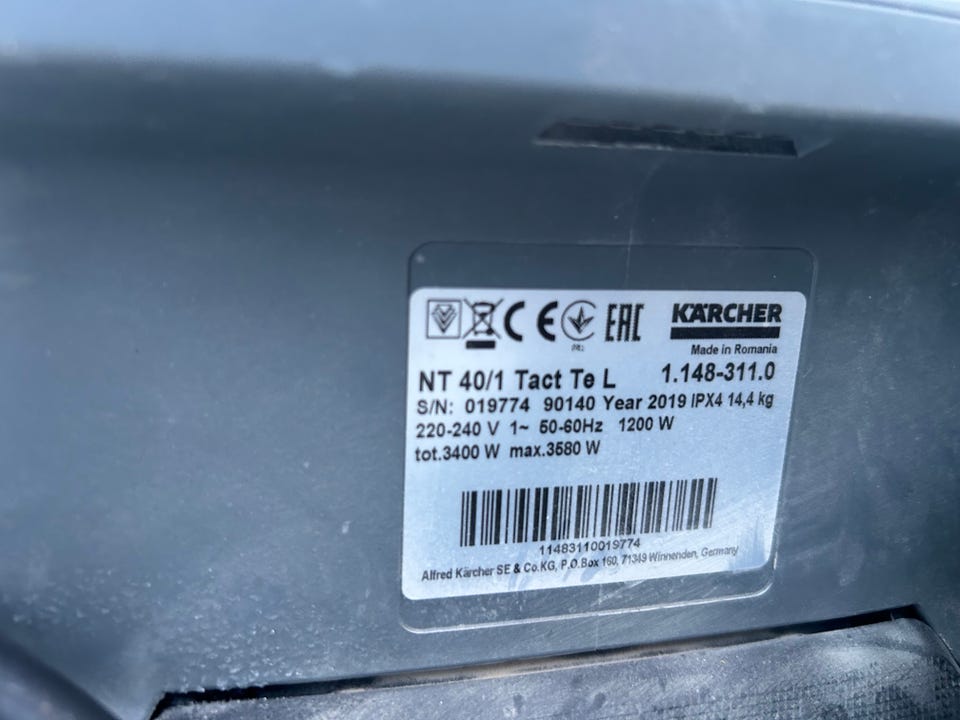 CE EAC KÄRCHER
Made in Romania
NT 40/1 Tact Te L 1.148-311.0
S/N: 019774 90140 Year 2019 IPX4 14,4 kg
220-240 V 1~ 50-60Hz 1200 W
tot.3400 W max.3580 W
11483110019774
Alfred Kärcher SE & Co.KG, P.O.Box 160, 71349 Winnenden, Germany